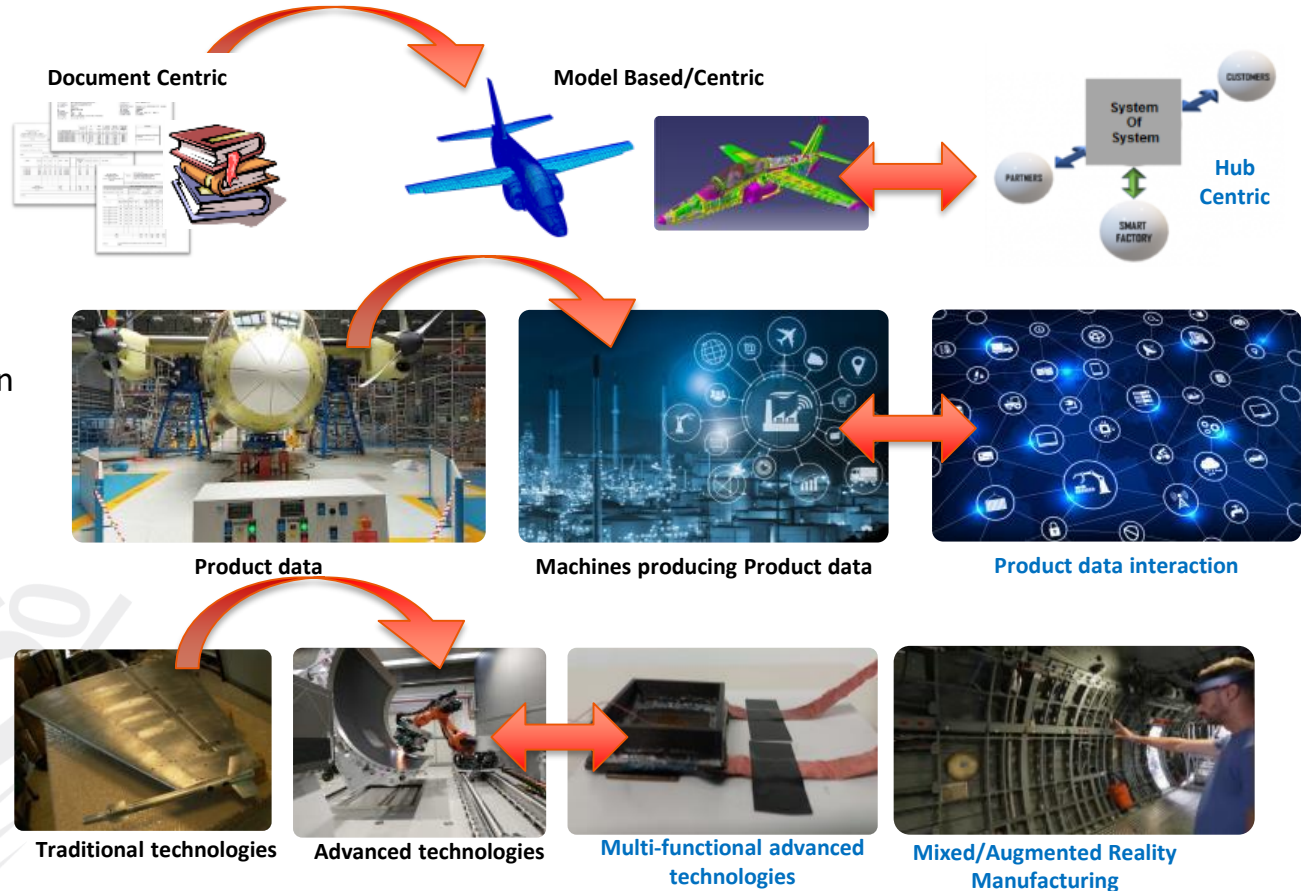 Document Centric
Model Based/Centric
CUSTOMERS
System
Of
System
PARTNERS
Hub
Centric
SMART
FACTORY
n
Product data
Machines producing Product data
Product data interaction
Traditional technologies
Advanced technologies
Multi-functional advanced
technologies
Mixed/Augmented Reality
Manufacturing